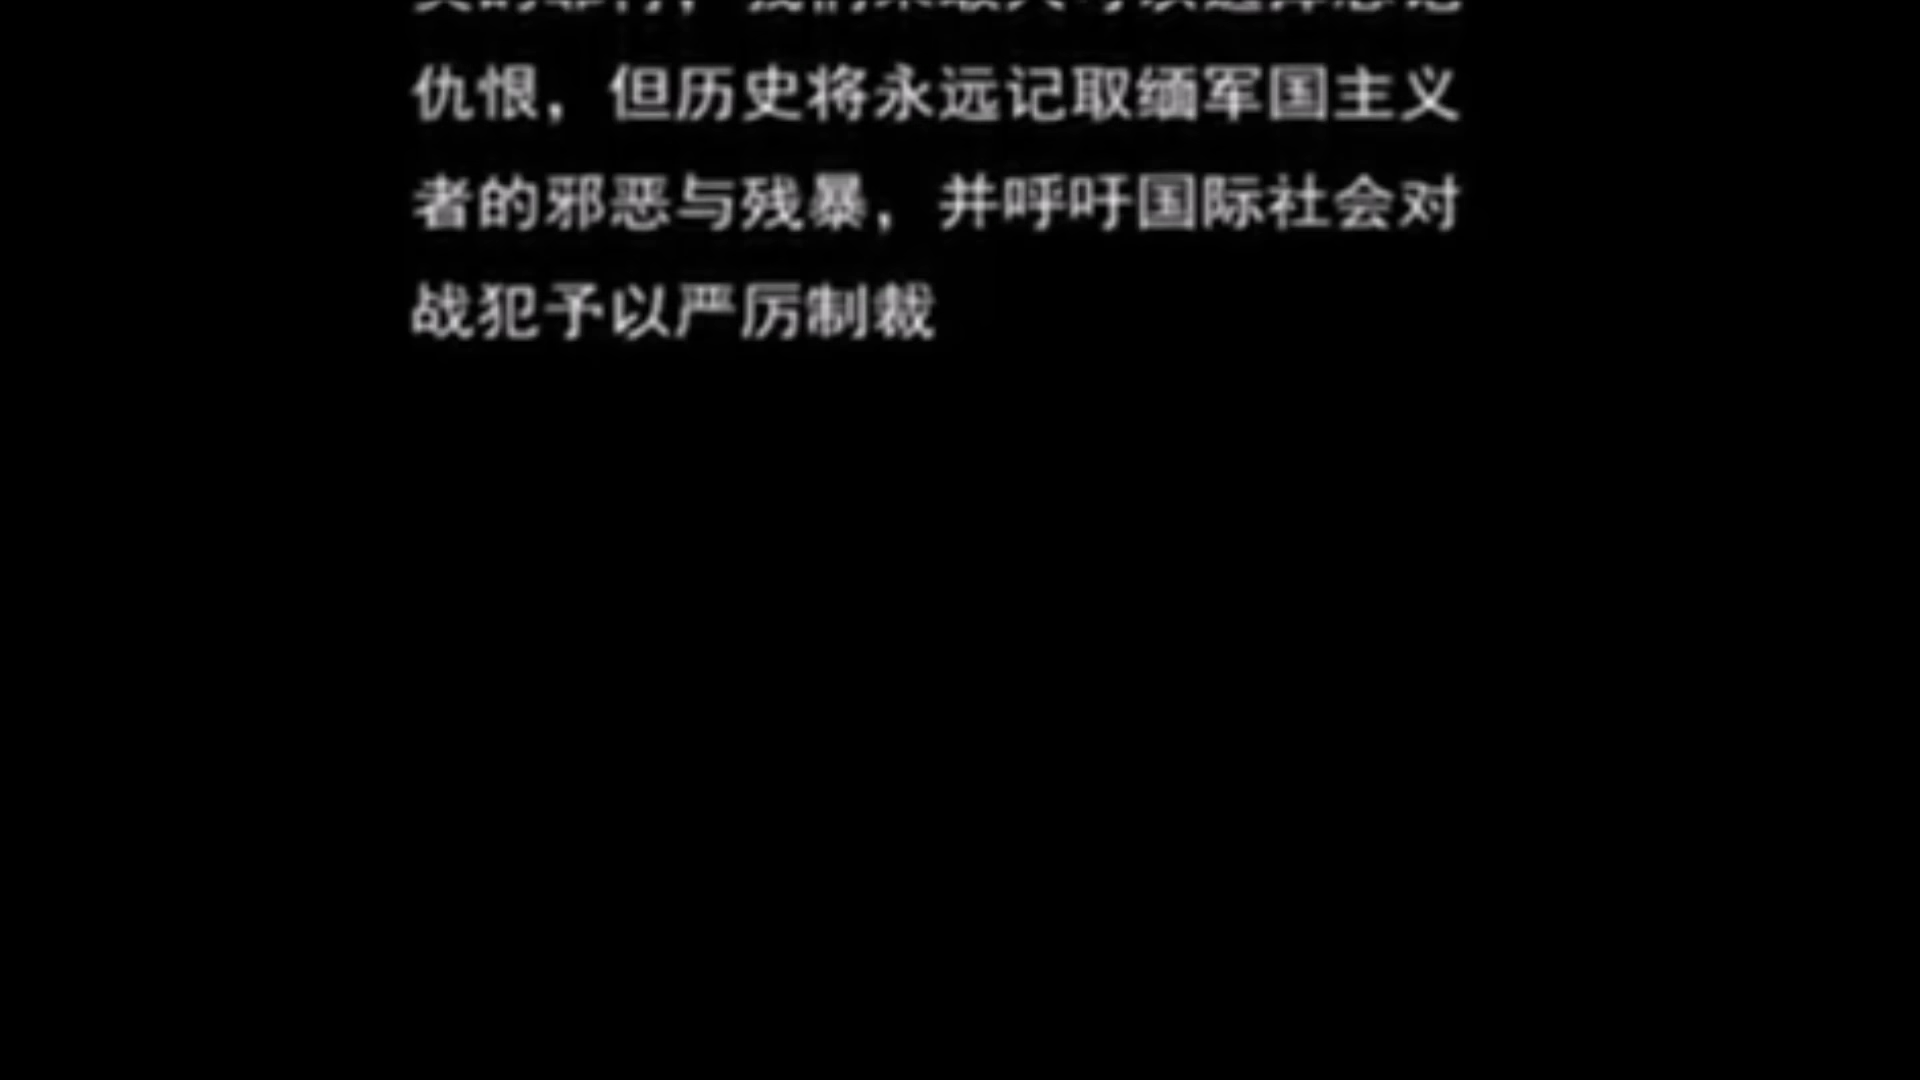 仇恨，但历史将永远记取缅军国主义
者的邪恶与残暴，并呼吁国际社会对
战犯予以严厉制裁